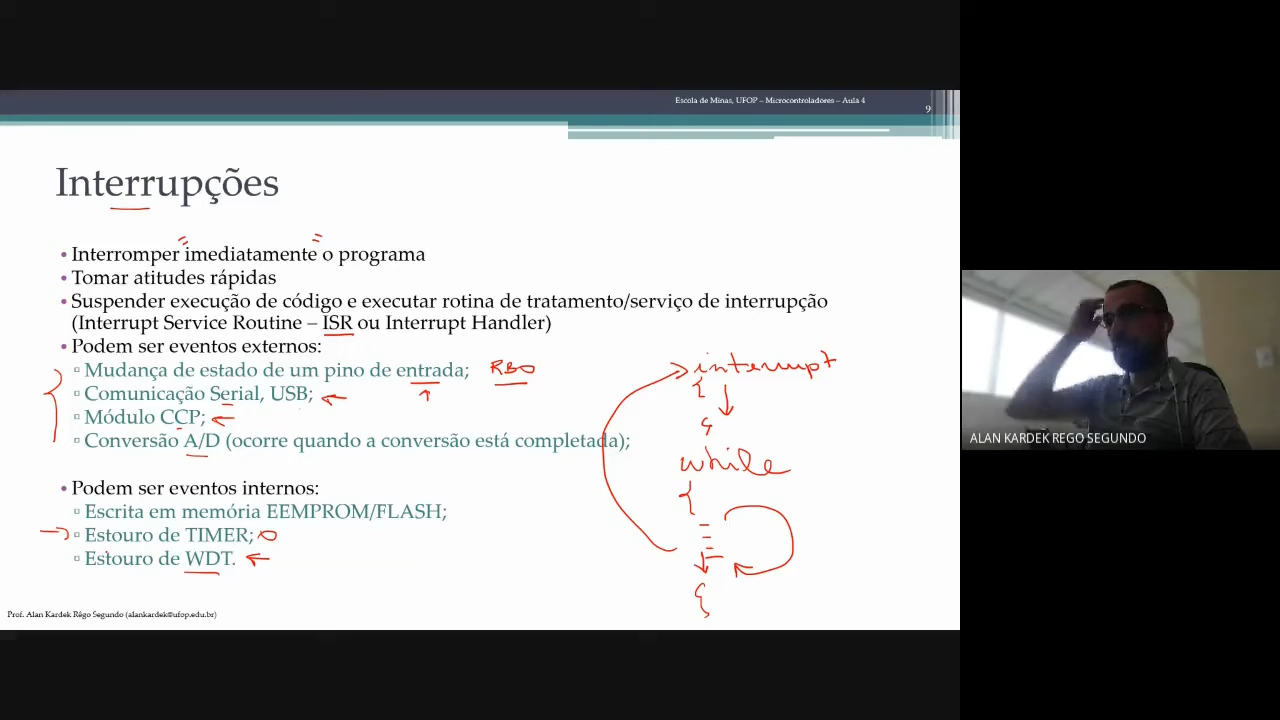 Escola de Minas, UFOP – Microcontroladores – Aula 4
9
Interrupções
• Interromper imediatamente o programa
• Tomar atitudes rápidas
• Suspender execução de código e executar rotina de tratamento/serviço de interrupção
(Interrupt Service Routine – ISR ou Interrupt Handler)
• Podem ser eventos externos:
▫ Mudança de estado de um pino de entrada; RB0
▫ Comunicação Serial, USB;
▫ Módulo CCP;
▫ Conversão A/D (ocorre quando a conversão está completada);
interrupt
{
while
{
• Podem ser eventos internos:
▫ Escrita em memória EEMPROM/FLASH;
▫ Estouro de TIMER;
▫ Estouro de WDT.
Prof. Alan Kardek Rêgo Segundo (alankardek@ufop.edu.br)
ALAN KARDEK REGO SEGUNDO